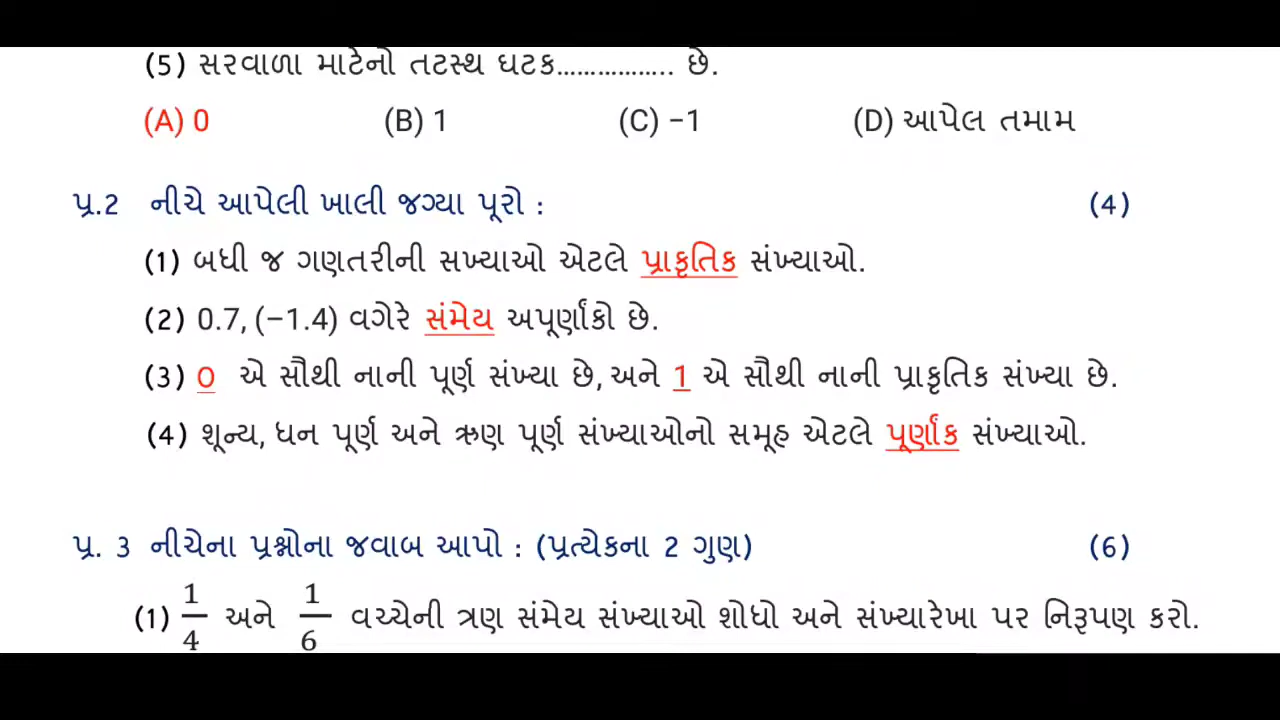 (5) સરવાળા માટેનો તટસ્થ ઘટક…………….. છે.
(A) 0 (B) 1 (C) −1 (D) આપેલ તમામ
પ્ર.2 નીચે આપેલી ખાલી જગ્યા પૂરો : (4)
(1) બધી જ ગણતરીની સખ્યાઓ એટલે પ્રાકૃતિક સંખ્યાઓ.
(2) 0.7, (−1.4) વગેરે સંમેય અપૂર્ણાંકો છે.
(3) 0 એ સૌથી નાની પૂર્ણ સંખ્યા છે, અને 1 એ સૌથી નાની પ્રાકૃતિક સંખ્યા છે.
(4) શૂન્ય, ધન પૂર્ણ અને ઋણ પૂર્ણ સંખ્યાઓનો સમૂહ એટલે પૂર્ણાંક સંખ્યાઓ.
પ્ર. 3 નીચેના પ્રશ્નોના જવાબ આપો : (પ્રત્યેકના 2 ગુણ) (6)
(1) 1/4 અને 1/6 વચ્ચેની ત્રણ સંમેય સંખ્યાઓ શોધો અને સંખ્યારેખા પર નિરૂપણ કરો.